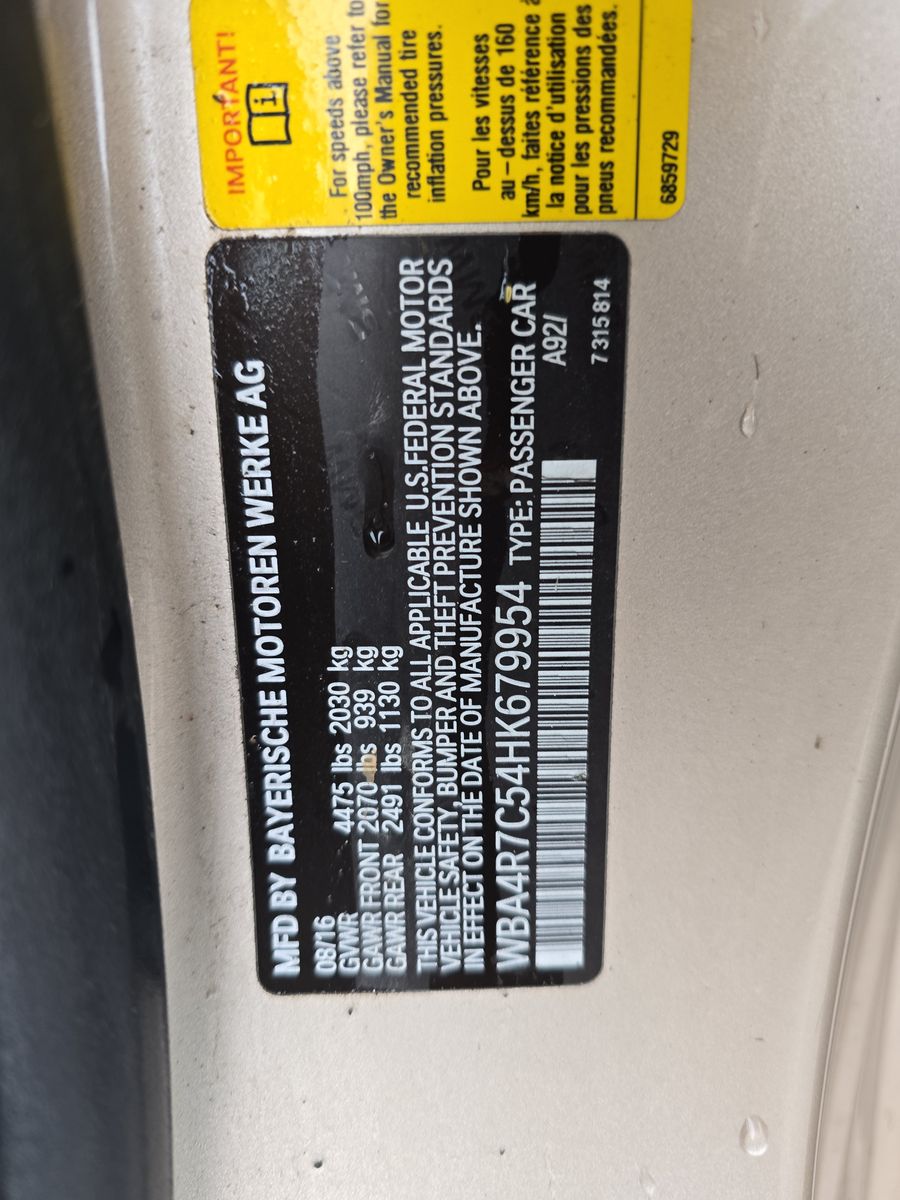 MFD BY BAYERISCHE MOTOREN WERKE AG
08/16
GVWR 4475 lbs 2030 kg
GAWR FRONT 2070 lbs 939 kg
GAWR REAR 2491 lbs 1130 kg
THIS VEHICLE CONFORMS TO ALL APPLICABLE U.S.FEDERAL MOTOR
VEHICLE SAFETY, BUMPER AND THEFT PREVENTION STANDARDS
IN EFFECT ON THE DATE OF MANUFACTURE SHOWN ABOVE.
WBA4R7C54HK679954 TYPE: PASSENGER CAR
A92/
7 315 814
IMPORTANT!
i
For speeds above
100mph, please refer to
the Owner's Manual for
recommended tire
inflation pressures.
Pour les vitesses
au-dessus de 160
km/h, faites référence à
la notice d'utilisation
pour les pressions des
pneus recommandées.
6859729